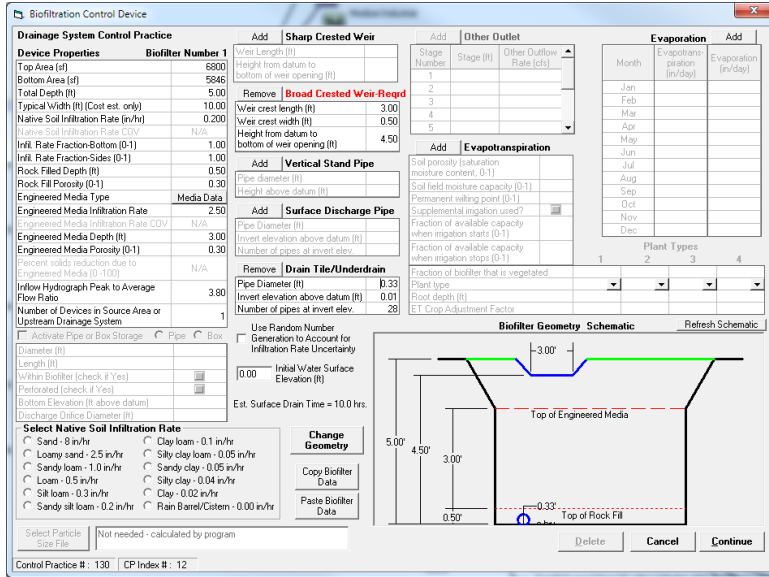 Biofiltration Control Device
Drainage System Control Practice
Device Properties Biofilter Number 1
Top Area (sf) 6800
Bottom Area (sf) 5846
Total Depth (ft) 5.00
Typical Width (ft) (Cost est. only) 10.00
Native Soil Infiltration Rate (in/hr) 0.200
Native Soil Infiltration Rate COV N/A
Infil. Rate Fraction-Bottom (0-1) 1.00
Infil. Rate Fraction-Sides (0-1) 1.00
Rock Filled Depth (ft) 0.50
Rock Fill Porosity (0-1) 0.30
Engineered Media Type Media Data
Engineered Media Infiltration Rate 2.50
Engineered Media Infiltration Rate COV N/A
Engineered Media Depth (ft) 3.00
Engineered Media Porosity (0-1) 0.30
Percent solids reduction due to
Engineered Media (0 -100) N/A
Inflow Hydrograph Peak to Average
Flow Ratio 3.80
Number of Devices in Source Area or
Upstream Drainage System 1
Activate Pipe or Box Storage Pipe Box
Diameter (ft)
Length (ft)
Within Biofilter (check if Yes)
Perforated (check if Yes)
Bottom Elevation (ft above datum)
Discharge Orifice Diameter (ft)
Select Native Soil Infiltration Rate
Sand - 8 in/hr
Loamy sand - 2.5 in/hr
Sandy loam - 1.0 in/hr
Loam - 0.5 in/hr
Silt loam - 0.3 in/hr
Sandy silt loam - 0.2 in/hr
Clay loam - 0.1 in/hr
Silty clay loam - 0.05 in/hr
Sandy clay - 0.05 in/hr
Silty clay - 0.04 in/hr
Clay - 0.02 in/hr
Rain Barrel/Cistern - 0.00 in/hr
Select Particle
Size File
Not needed - calculated by program
Control Practice # : 130 CP Index # : 12
Add Sharp Crested Weir
Weir Length (ft)
Height from datum to
bottom of weir opening (ft)
Remove Broad Crested Weir-Reqrd
Weir crest length (ft) 3.00
Weir crest width (ft) 0.50
Height from datum to
bottom of weir opening (ft) 4.50
Add Vertical Stand Pipe
Pipe diameter (ft)
Height above datum (ft)
Add Surface Discharge Pipe
Pipe Diameter (ft)
Invert elevation above datum (ft)
Number of pipes at invert elev.
Remove Drain Tile/Underdrain
Pipe Diameter (ft) 0.33
Invert elevation above datum (ft) 0.01
Number of pipes at invert elev. 28
Use Random Number
Generation to Account for
Infiltration Rate Uncertainty
0.00 Initial Water Surface
Elevation (ft)
Est. Surface Drain Time = 10.0 hrs.
Change
Geometry
Copy Biofilter
Data
Paste Biofilter
Data
Add Other Outlet
Stage
Number
Stage (ft)
Other Outflow
Rate (cfs)
1
2
3
4
5
Add Evapotranspiration
Soil porosity (saturation
moisture content, 0-1)
Soil field moisture capacity (0-1)
Permanent wilting point (0-1)
Supplemental irrigation used?
Fraction of available capacity
when irrigation starts (0-1)
Fraction of available capacity
when irrigation stops (0-1)
Fraction of biofilter that is vegetated
Plant type
Root depth (ft)
ET Crop Adjustment Factor
Evaporation Add
Month
Evapotrans-
piration
(in/day)
Evaporation
(in/day)
Jan
Feb
Mar
Apr
May
Jun
Jul
Aug
Sep
Oct
Nov
Dec
Plant Types
1 2 3 4
Biofilter Geometry Schematic Refresh Schematic
3.00'
Top of Engineered Media
5.00'
4.50'
3.00'
0.33'
0.50'
Top of Rock Fill
Delete Cancel Continue